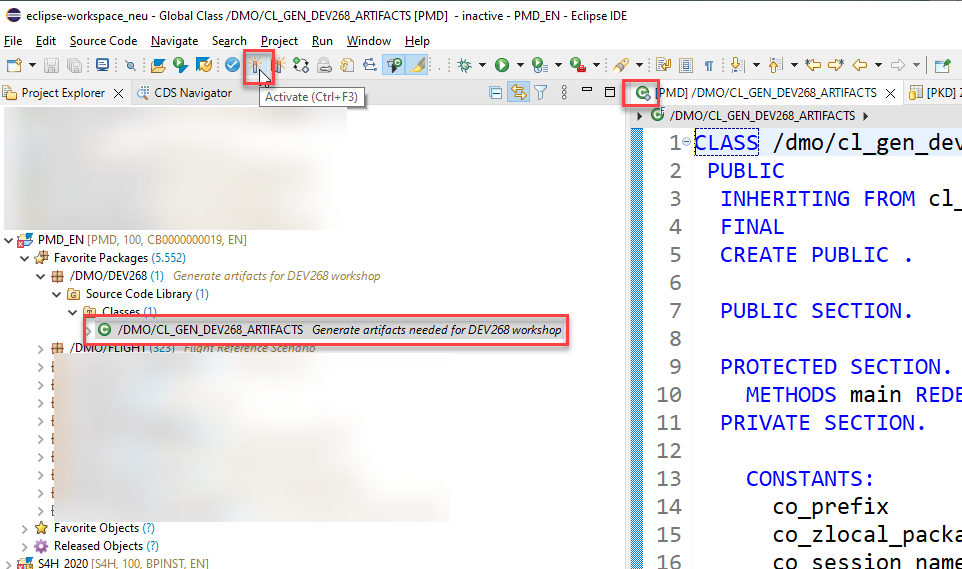 eclipse-workspace_neu - Global Class /DMO/CL_GEN_DEV268_ARTIFACTS [PMD] - inactive - PMD_EN - Eclipse IDE
File Edit Source Code Navigate Search Project Run Window Help
Activate (Ctrl+F3)
Project Explorer
CDS Navigator
PMD_EN [PMD, 100, CB0000000019, EN]
Favorite Packages (5.552)
/DMO/DEV268 (1) Generate artifacts for DEV268 workshop
Source Code Library (1)
Classes (1)
/DMO/CL_GEN_DEV268_ARTIFACTS Generate artifacts needed for DEV268 workshop
/DMO/FLIGHT (323) Flight Reference Scenario
Favorite Objects (?)
Released Objects (?)
S4H_2020 [S4H, 100, BPINST, EN]
[PMD] /DMO/CL_GEN_DEV268_ARTIFACTS
[PKD] Z
/DMO/CL_GEN_DEV268_ARTIFACTS
1 CLASS /dmo/cl_gen_dev
2 PUBLIC
3 INHERITING FROM cl_
4 FINAL
5 CREATE PUBLIC .
6
7 PUBLIC SECTION.
8
9 PROTECTED SECTION.
10 METHODS main REDE
11 PRIVATE SECTION.
12
13 CONSTANTS:
14 co_prefix
15 co_zlocal_packa
16 co_session_name